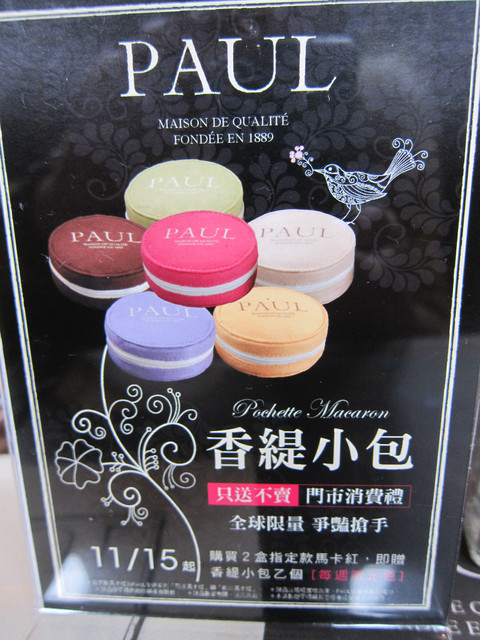 PAUL
MAISON DE QUALITÉ
FONDÉE EN 1889
PAUL
PAUL
PAUL
PAUL
PAUL
PAUL
Pochette Macaron
香緹小包
只送不賣 門市消費禮
全球限量 爭豔搶手
11/15起
購買2盒指定款馬卡紅,即贈
香緹小包乙個